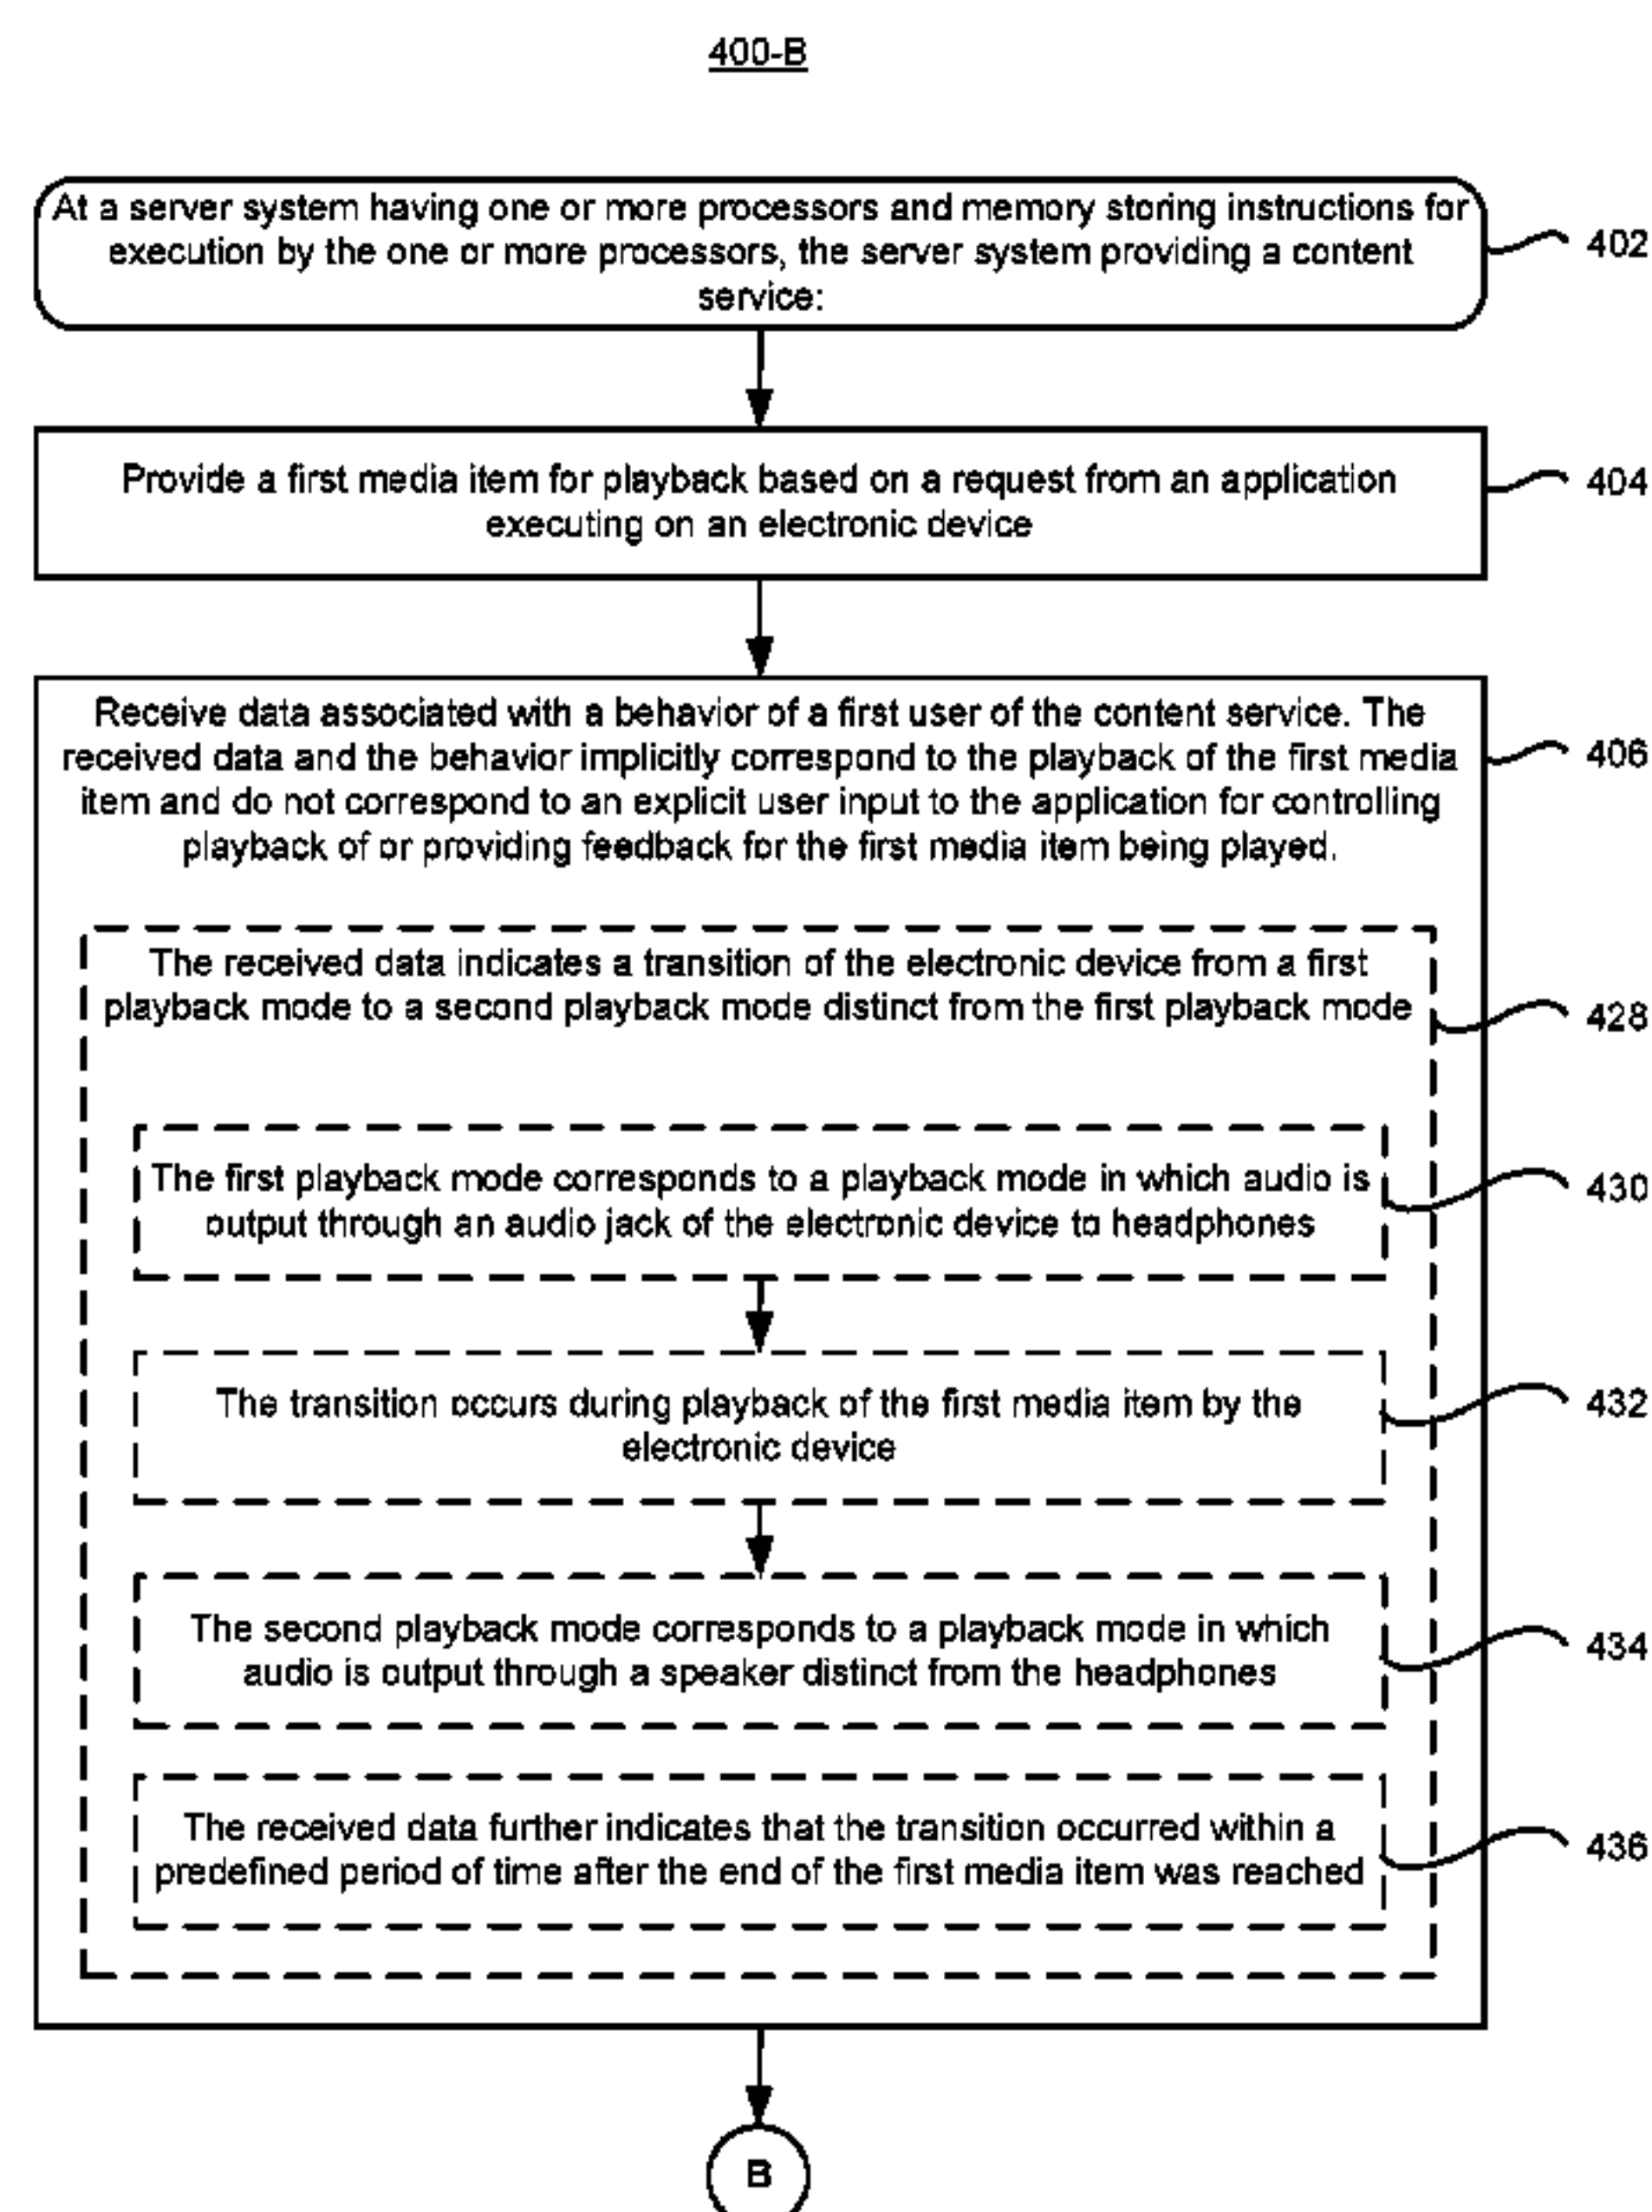 400-B
At a server system having one or more processors and memory storing instructions for
execution by the one or more processors, the server system providing a content
service:
402
Provide a first media item for playback based on a request from an application
executing on an electronic device
404
Receive data associated with a behavior of a first user of the content service. The
received data and the behavior implicitly correspond to the playback of the first media
item and do not correspond to an explicit user input to the application for controlling
playback of or providing feedback for the first media item being played.
406
The received data indicates a transition of the electronic device from a first
playback mode to a second playback mode distinct from the first playback mode
428
The first playback mode corresponds to a playback mode in which audio is
output through an audio jack of the electronic device to headphones
430
The transition occurs during playback of the first media item by the
electronic device
432
The second playback mode corresponds to a playback mode in which
audio is output through a speaker distinct from the headphones
434
The received data further indicates that the transition occurred within a
predefined period of time after the end of the first media item was reached
436
B